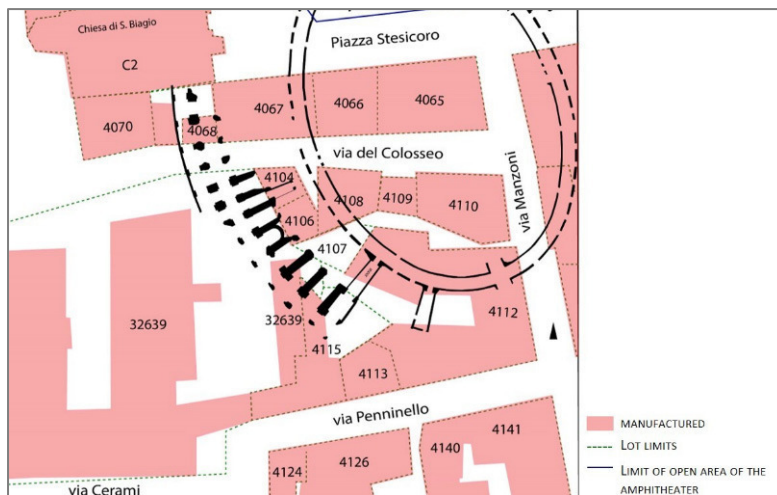 Chiesa di S. Biagio
C2
Piazza Stesicoro
4070
4068
4067
4066
4065
via del Colosseo
via Manzoni
4104
4106
4108
4109
4110
4107
32639
32639
4115
4112
4113
via Penninello
4124
4126
4140
4141
via Cerami
MANUFACTURED
LOT LIMITS
LIMIT OF OPEN AREA OF THE
AMPHITEATER